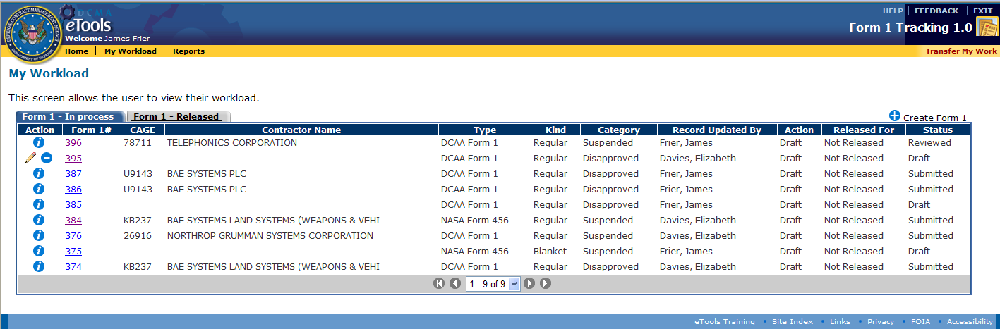 HELP | FEEDBACK | EXIT
DCMA
eTools
Form 1 Tracking 1.0
Welcome James Frier
DEFENSE CONTRACT MANAGEMENT AGENCY
DEPARTMENT OF DEFENSE
Home | My Workload | Reports
Transfer My Work
My Workload
This screen allows the user to view their workload.
Form 1 - In process Form 1 - Released Create Form 1
Action Form 1# CAGE Contractor Name Type Kind Category Record Updated By Action Released For Status
396 78711 TELEPHONICS CORPORATION DCAA Form 1 Regular Suspended Frier, James Draft Not Released Reviewed
395 DCAA Form 1 Regular Disapproved Davies, Elizabeth Draft Not Released Draft
387 U9143 BAE SYSTEMS PLC DCAA Form 1 Regular Disapproved Frier, James Draft Not Released Submitted
386 U9143 BAE SYSTEMS PLC DCAA Form 1 Regular Disapproved Frier, James Draft Not Released Submitted
385 DCAA Form 1 Regular Disapproved Frier, James Draft Not Released Draft
384 KB237 BAE SYSTEMS LAND SYSTEMS (WEAPONS & VEHI NASA Form 456 Regular Suspended Davies, Elizabeth Draft Not Released Submitted
376 26916 NORTHROP GRUMMAN SYSTEMS CORPORATION DCAA Form 1 Regular Suspended Davies, Elizabeth Draft Not Released Submitted
375 NASA Form 456 Blanket Suspended Frier, James Draft Not Released Draft
374 KB237 BAE SYSTEMS LAND SYSTEMS (WEAPONS & VEHI DCAA Form 1 Regular Disapproved Davies, Elizabeth Draft Not Released Submitted
1 - 9 of 9
eTools Training • Site Index • Links • Privacy • FOIA • Accessibility